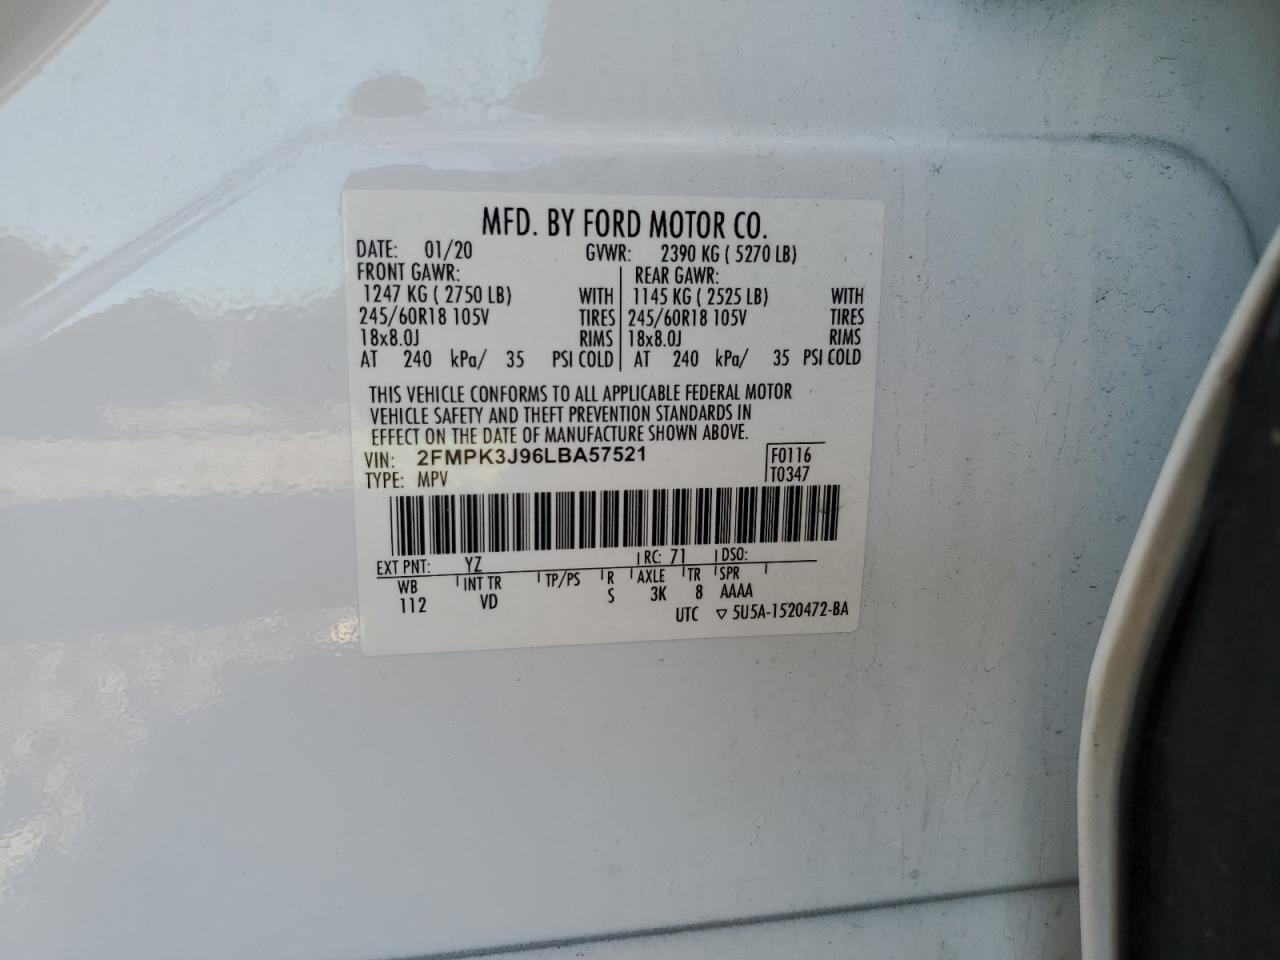 MFD. BY FORD MOTOR CO.
DATE: 01/20 GVWR: 2390 KG ( 5270 LB)
FRONT GAWR: REAR GAWR:
1247 KG ( 2750 LB) WITH 1145 KG ( 2525 LB) WITH
245/60R18 105V TIRES 245/60R18 105V TIRES
18x8.0J RIMS 18x8.0J RIMS
AT 240 kPa/ 35 PSI COLD AT 240 kPa/ 35 PSI COLD
THIS VEHICLE CONFORMS TO ALL APPLICABLE FEDERAL MOTOR
VEHICLE SAFETY AND THEFT PREVENTION STANDARDS IN
EFFECT ON THE DATE OF MANUFACTURE SHOWN ABOVE.
VIN: 2FMPK3J96LBA57521 F0116
TYPE: MPV T0347
EXT PNT: YZ RC: 71 DSO:
WB INT TR TP/PS R AXLE TR SPR
112 VD S 3K 8 AAAA
UTC ▽ 5U5A-1520472-BA